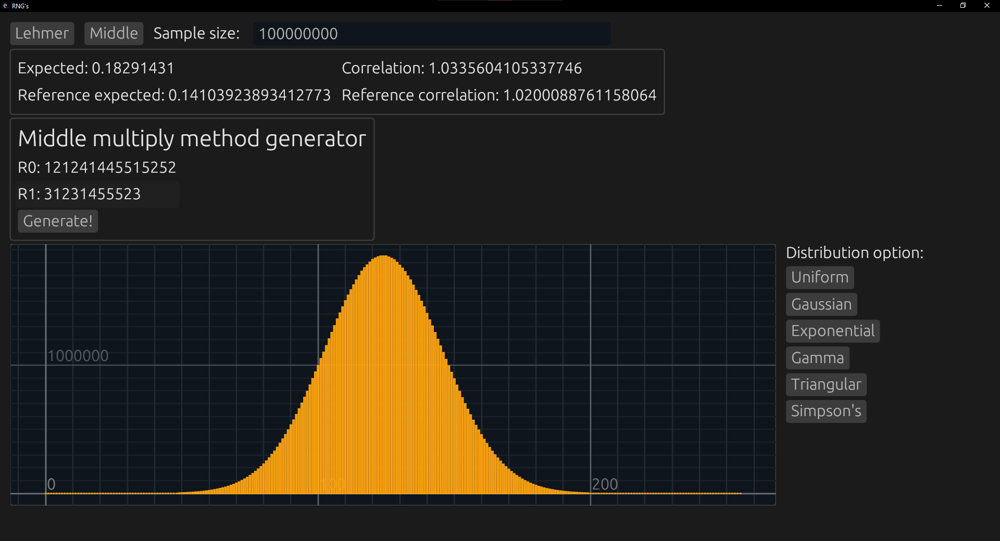 e RNG's
Lehmer Middle Sample size: 100000000
Expected: 0.18291431 Correlation: 1.0335604105337746
Reference expected: 0.14103923893412773 Reference correlation: 1.0200088761158064
Middle multiply method generator
R0: 121241445515252
R1: 31231455523
Generate!
Distribution option:
Uniform
Gaussian
Exponential
Gamma
Triangular
Simpson's
1000000
0 100 200